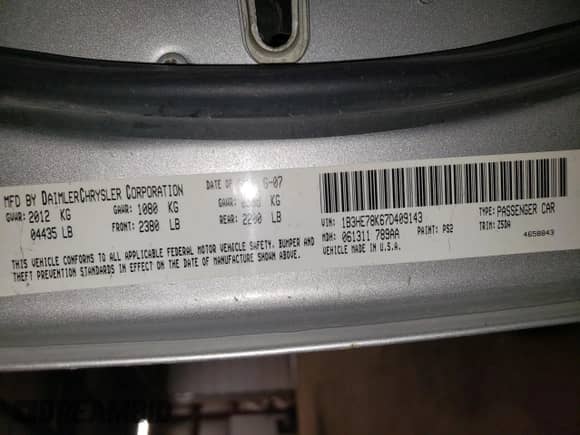 MFD BY DAIMLERCHRYSLER CORPORATION DATE OF 6-07
GVWR: 2012 KG GAWR: 1080 KG GAWR: KG
04435 LB FRONT: 2380 LB REAR: 2200 LB
THIS VEHICLE CONFORMS TO ALL APPLICABLE FEDERAL MOTOR VEHICLE SAFETY, BUMPER AND
THEFT PREVENTION STANDARDS IN EFFECT ON THE DATE OF MANUFACTURE SHOWN ABOVE.
VIN: 1B3HE78K67D409143 TYPE: PASSENGER CAR
MDH: 061311 789AA PAINT: PS2 TRIM: Z5DA
VEHICLE MADE IN U.S.A. 4658843
DREAMBID